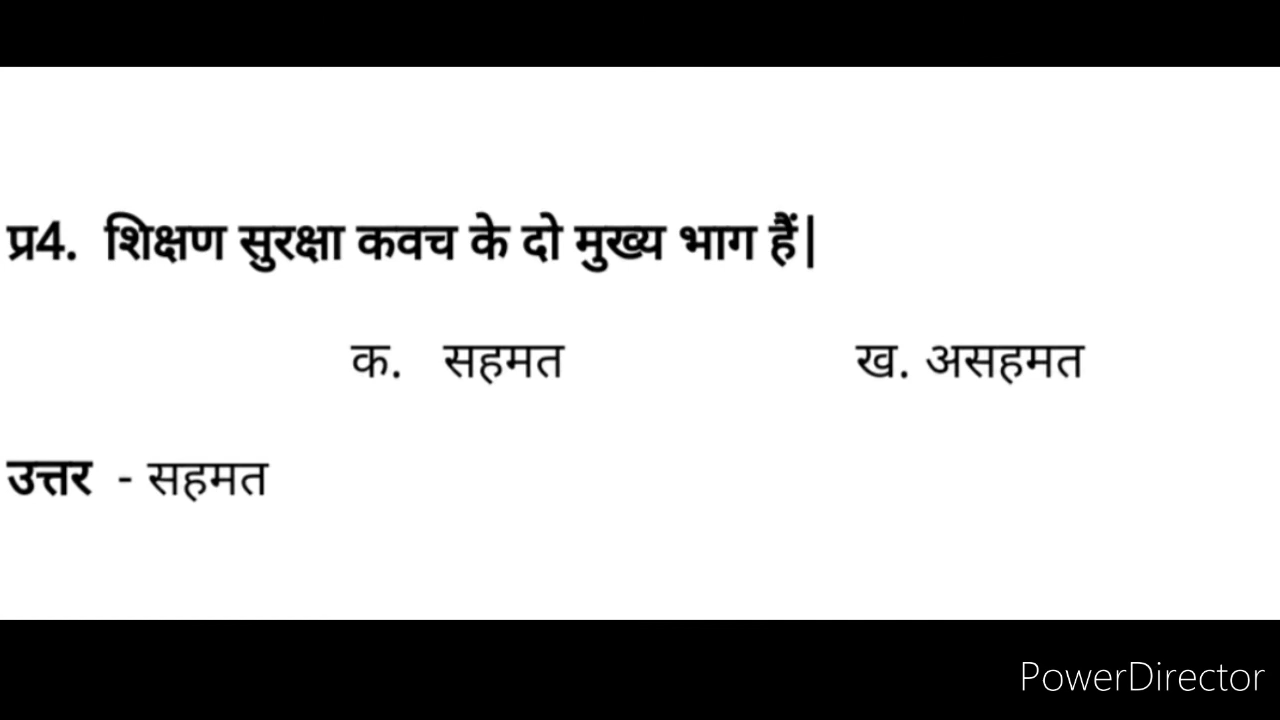 प्र4. शिक्षण सुरक्षा कवच के दो मुख्य भाग हैं|
क. सहमत ख. असहमत
उत्तर - सहमत
PowerDirector